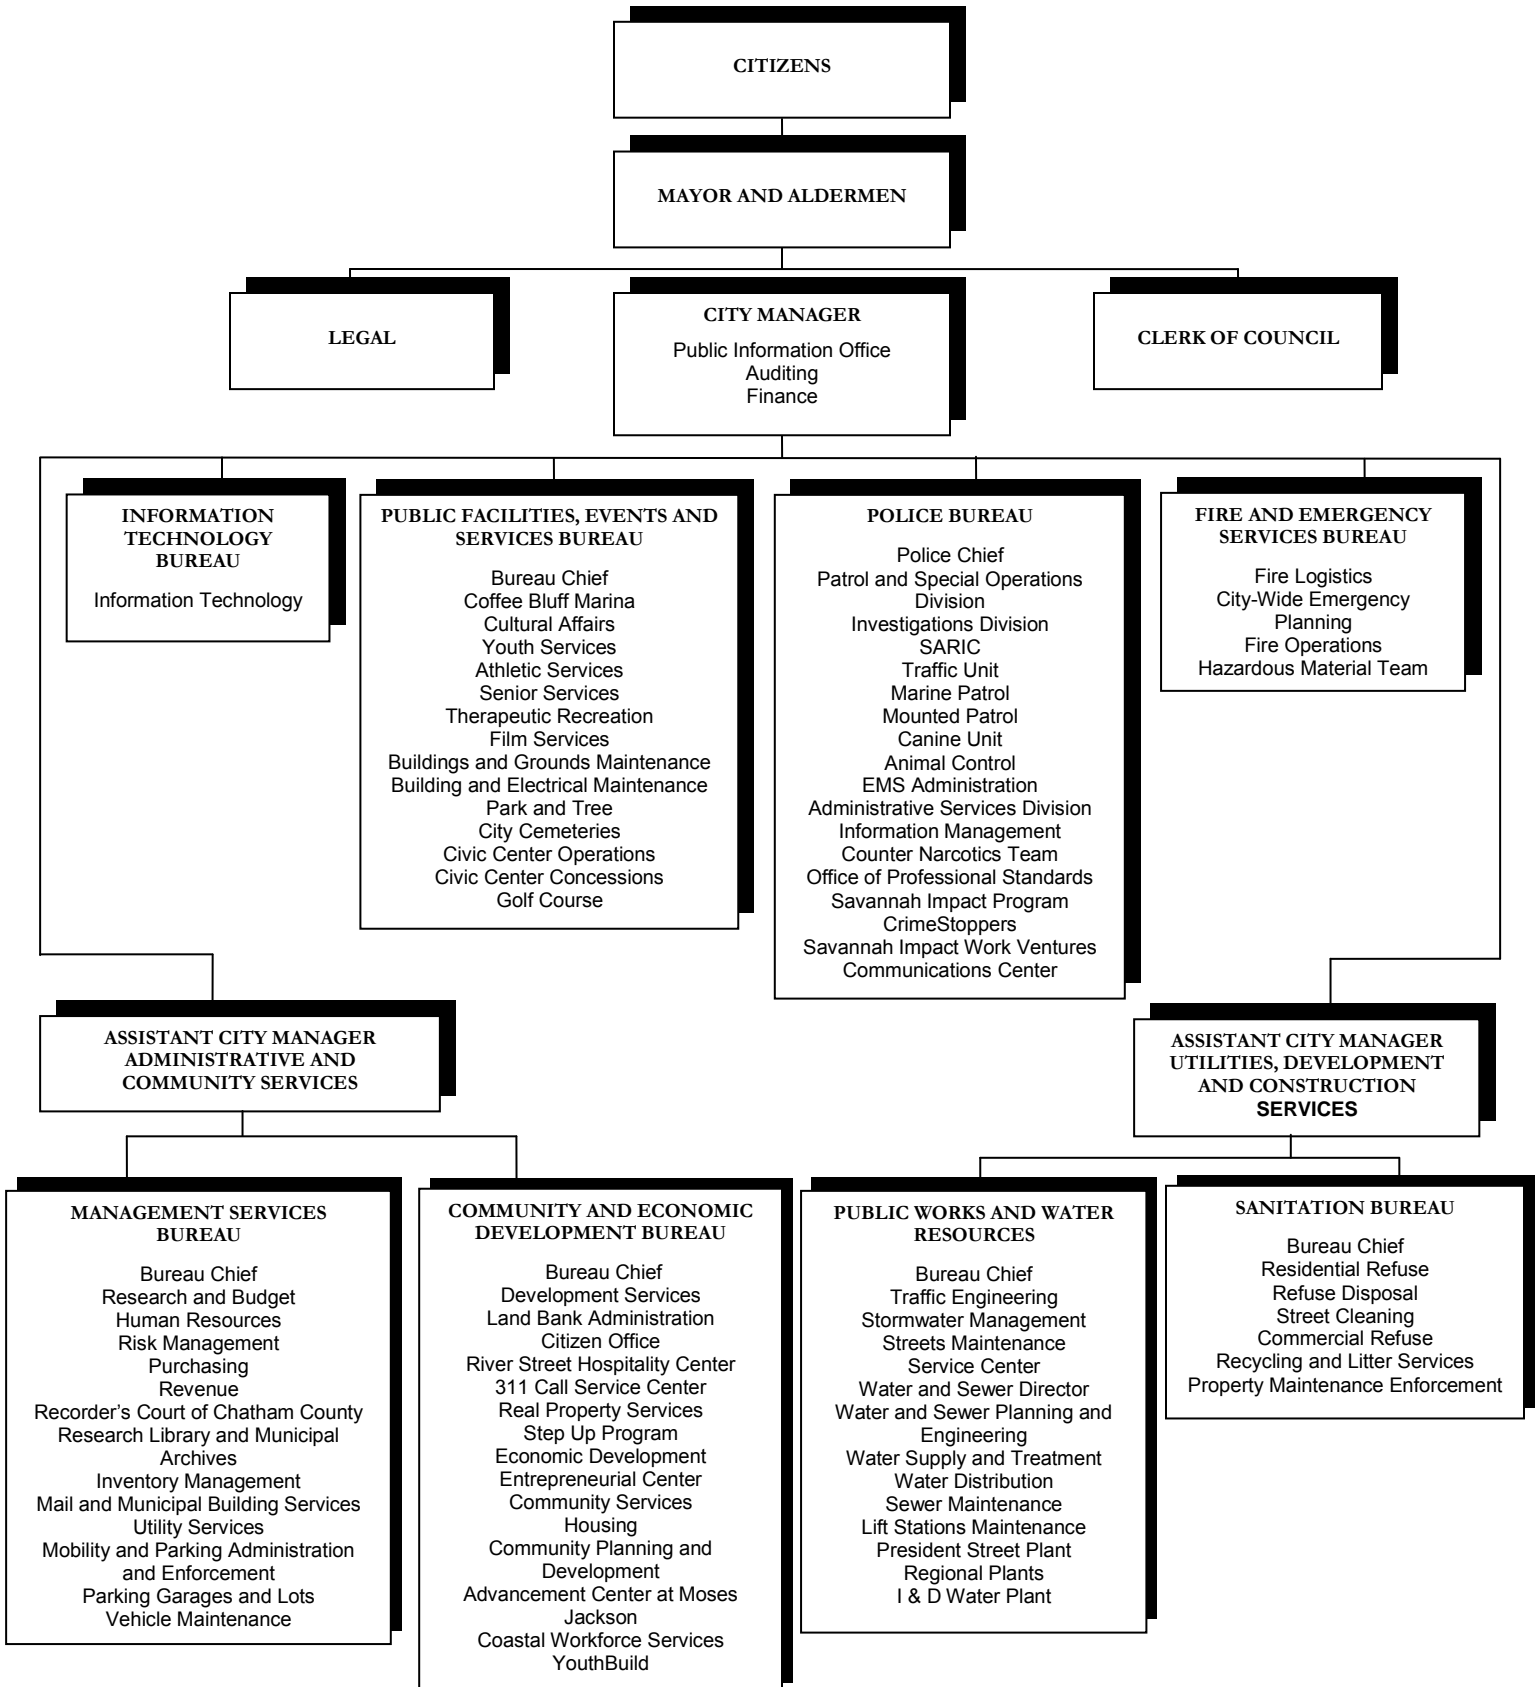 CITIZENS
MAYOR AND ALDERMEN
LEGAL
CITY MANAGER
Public Information Office
Auditing
Finance
CLERK OF COUNCIL
INFORMATION
TECHNOLOGY
BUREAU
Information Technology
PUBLIC FACILITIES, EVENTS AND
SERVICES BUREAU
Bureau Chief
Coffee Bluff Marina
Cultural Affairs
Youth Services
Athletic Services
Senior Services
Therapeutic Recreation
Film Services
Buildings and Grounds Maintenance
Building and Electrical Maintenance
Park and Tree
City Cemeteries
Civic Center Operations
Civic Center Concessions
Golf Course
POLICE BUREAU
Police Chief
Patrol and Special Operations
Division
Investigations Division
SARIC
Traffic Unit
Marine Patrol
Mounted Patrol
Canine Unit
Animal Control
EMS Administration
Administrative Services Division
Information Management
Counter Narcotics Team
Office of Professional Standards
Savannah Impact Program
CrimeStoppers
Savannah Impact Work Ventures
Communications Center
FIRE AND EMERGENCY
SERVICES BUREAU
Fire Logistics
City-Wide Emergency
Planning
Fire Operations
Hazardous Material Team
ASSISTANT CITY MANAGER
ADMINISTRATIVE AND
COMMUNITY SERVICES
ASSISTANT CITY MANAGER
UTILITIES, DEVELOPMENT
AND CONSTRUCTION
SERVICES
MANAGEMENT SERVICES
BUREAU
Bureau Chief
Research and Budget
Human Resources
Risk Management
Purchasing
Revenue
Recorder's Court of Chatham County
Research Library and Municipal
Archives
Inventory Management
Mail and Municipal Building Services
Utility Services
Mobility and Parking Administration
and Enforcement
Parking Garages and Lots
Vehicle Maintenance
COMMUNITY AND ECONOMIC
DEVELOPMENT BUREAU
Bureau Chief
Development Services
Land Bank Administration
Citizen Office
River Street Hospitality Center
311 Call Service Center
Real Property Services
Step Up Program
Economic Development
Entrepreneurial Center
Community Services
Housing
Community Planning and
Development
Advancement Center at Moses
Jackson
Coastal Workforce Services
YouthBuild
PUBLIC WORKS AND WATER
RESOURCES
Bureau Chief
Traffic Engineering
Stormwater Management
Streets Maintenance
Service Center
Water and Sewer Director
Water and Sewer Planning and
Engineering
Water Supply and Treatment
Water Distribution
Sewer Maintenance
Lift Stations Maintenance
President Street Plant
Regional Plants
I & D Water Plant
SANITATION BUREAU
Bureau Chief
Residential Refuse
Refuse Disposal
Street Cleaning
Commercial Refuse
Recycling and Litter Services
Property Maintenance Enforcement